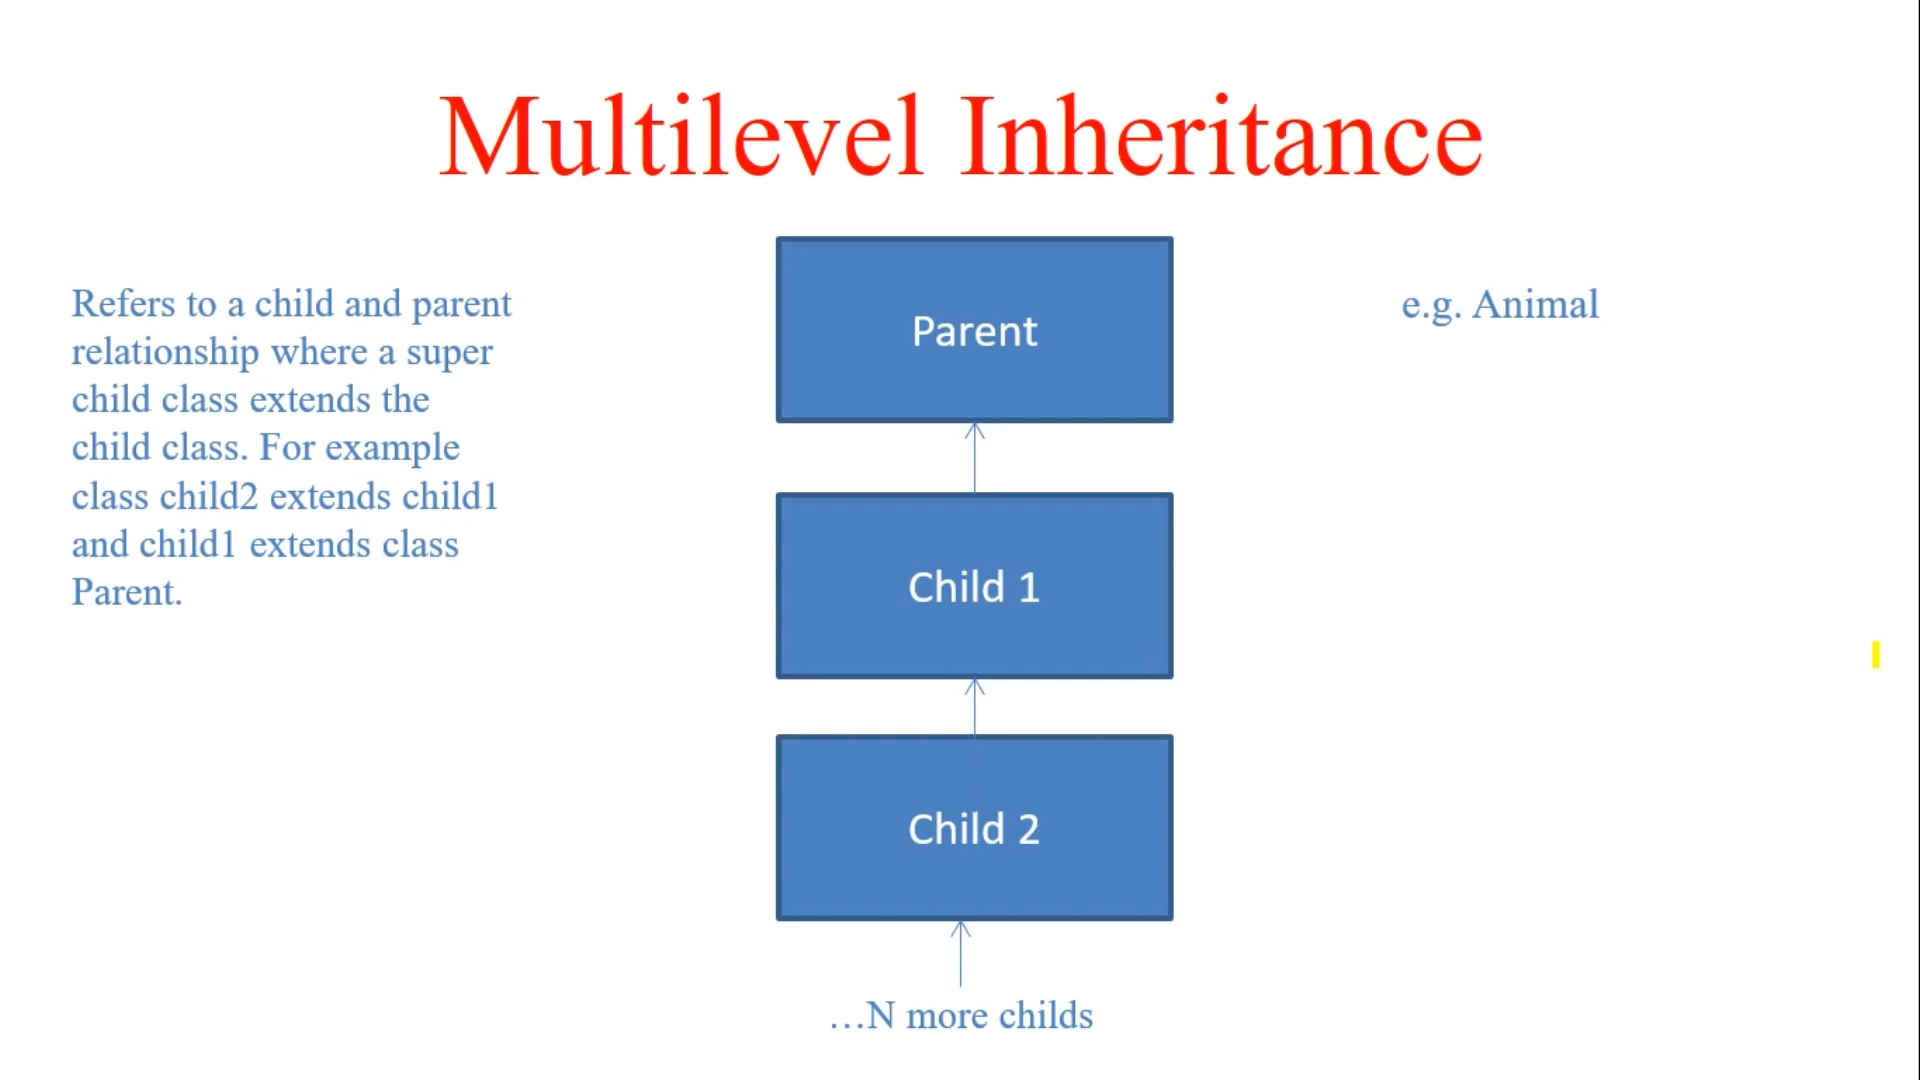 Multilevel Inheritance
Refers to a child and parent
relationship where a super
child class extends the
child class. For example
class child2 extends child1
and child1 extends class
Parent.
Parent
e.g. Animal
Child 1
Child 2
…N more childs